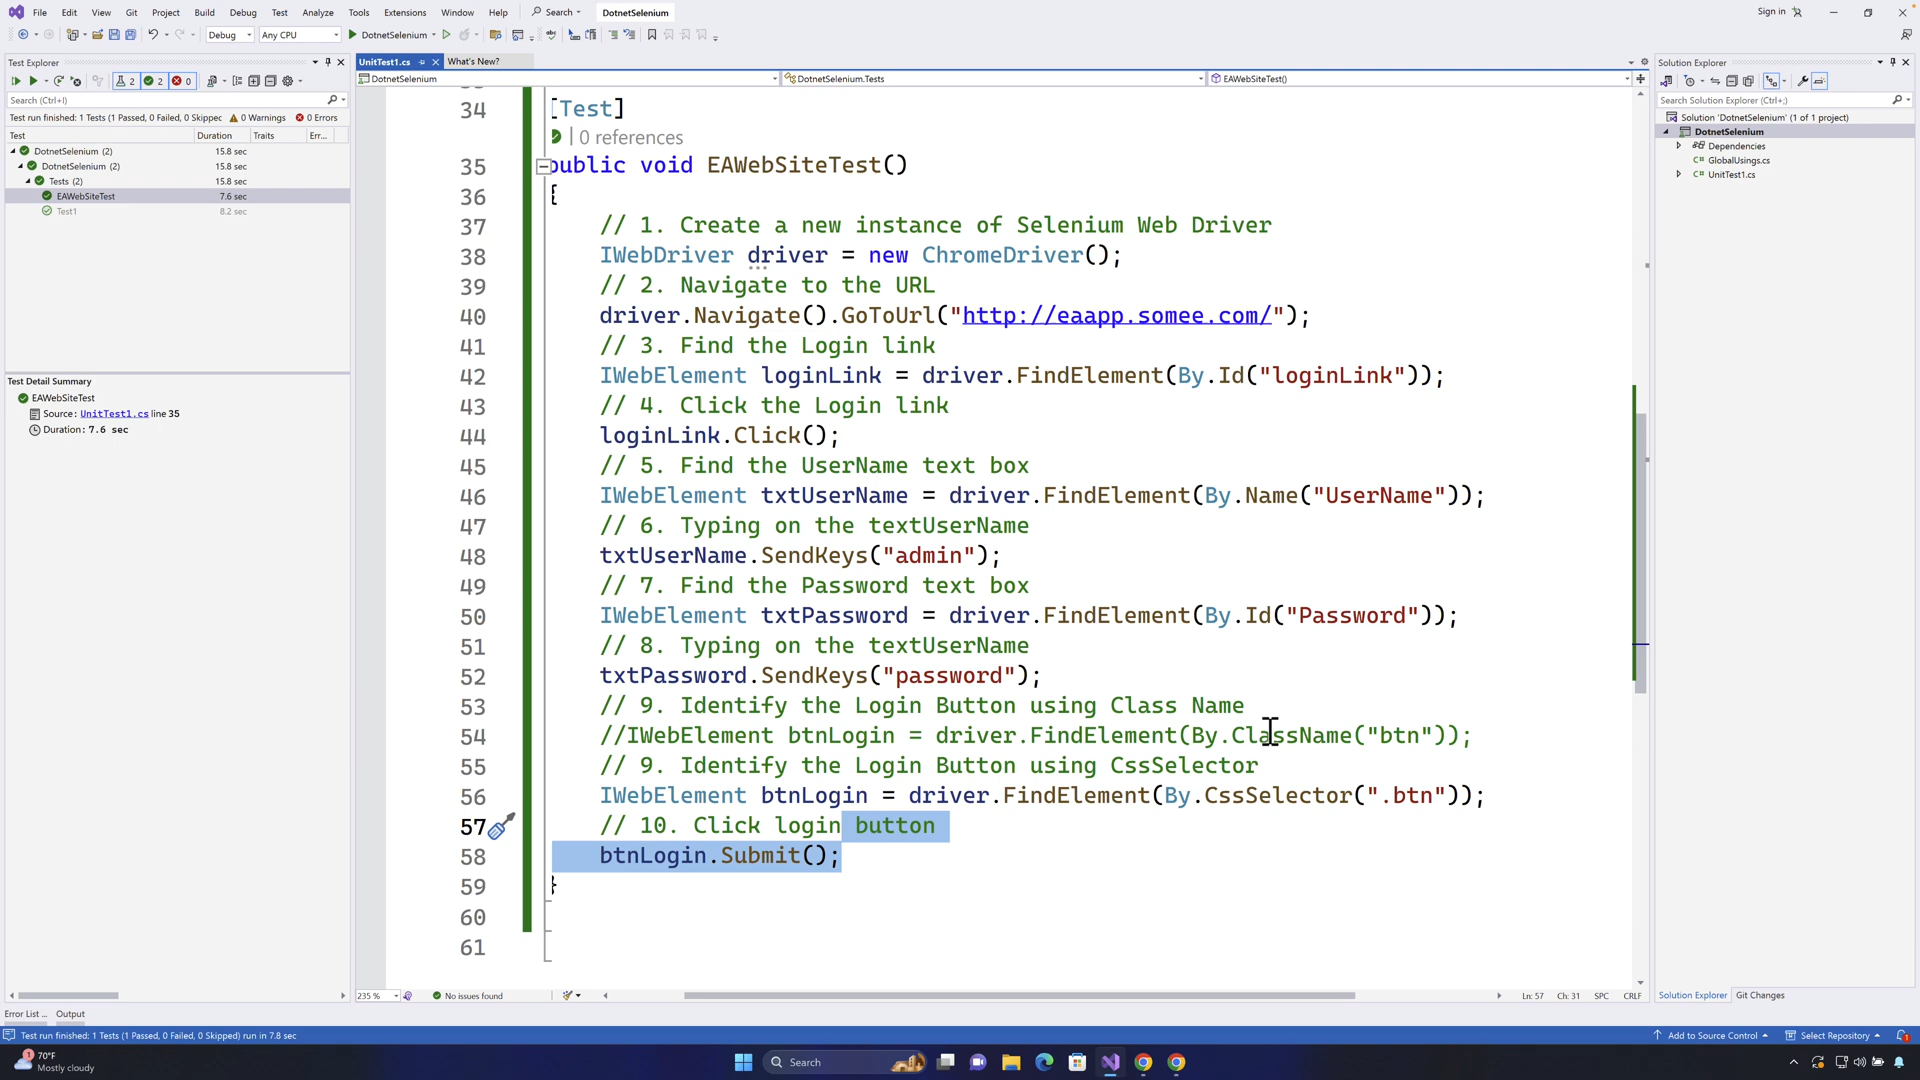 File Edit View Git Project Build Debug Test Analyze Tools Extensions Window Help Search DotnetSelenium Sign in
Debug Any CPU DotnetSelenium
Test Explorer
2 2 0
Search (Ctrl+I)
Test run finished: 1 Tests (1 Passed, 0 Failed, 0 Skipped 0 Warnings 0 Errors
Test Duration Traits Err...
DotnetSelenium (2) 15.8 sec
DotnetSelenium (2) 15.8 sec
Tests (2) 15.8 sec
EAWebSiteTest 7.6 sec
Test1 8.2 sec
Test Detail Summary
EAWebSiteTest
Source: UnitTest1.cs line 35
Duration: 7.6 sec
UnitTest1.cs What's New?
DotnetSelenium DotnetSelenium.Tests EAWebSiteTest()
34 [Test]
0 references
35 public void EAWebSiteTest()
36 {
37 // 1. Create a new instance of Selenium Web Driver
38 IWebDriver driver = new ChromeDriver();
39 // 2. Navigate to the URL
40 driver.Navigate().GoToUrl("http://eaapp.somee.com/");
41 // 3. Find the Login link
42 IWebElement loginLink = driver.FindElement(By.Id("loginLink"));
43 // 4. Click the Login link
44 loginLink.Click();
45 // 5. Find the UserName text box
46 IWebElement txtUserName = driver.FindElement(By.Name("UserName"));
47 // 6. Typing on the textUserName
48 txtUserName.SendKeys("admin");
49 // 7. Find the Password text box
50 IWebElement txtPassword = driver.FindElement(By.Id("Password"));
51 // 8. Typing on the textUserName
52 txtPassword.SendKeys("password");
53 // 9. Identify the Login Button using Class Name
54 //IWebElement btnLogin = driver.FindElement(By.ClassName("btn"));
55 // 9. Identify the Login Button using CssSelector
56 IWebElement btnLogin = driver.FindElement(By.CssSelector(".btn"));
57 // 10. Click login button
58 btnLogin.Submit();
59 }
60
61
235 % No issues found Ln: 57 Ch: 31 SPC CRLF
Solution Explorer
Search Solution Explorer (Ctrl+;)
Solution 'DotnetSelenium' (1 of 1 project)
DotnetSelenium
Dependencies
GlobalUsings.cs
UnitTest1.cs
Solution Explorer Git Changes
Error List ... Output
Test run finished: 1 Tests (1 Passed, 0 Failed, 0 Skipped) run in 7.8 sec Add to Source Control Select Repository 1
1 70°F
Mostly cloudy
Search